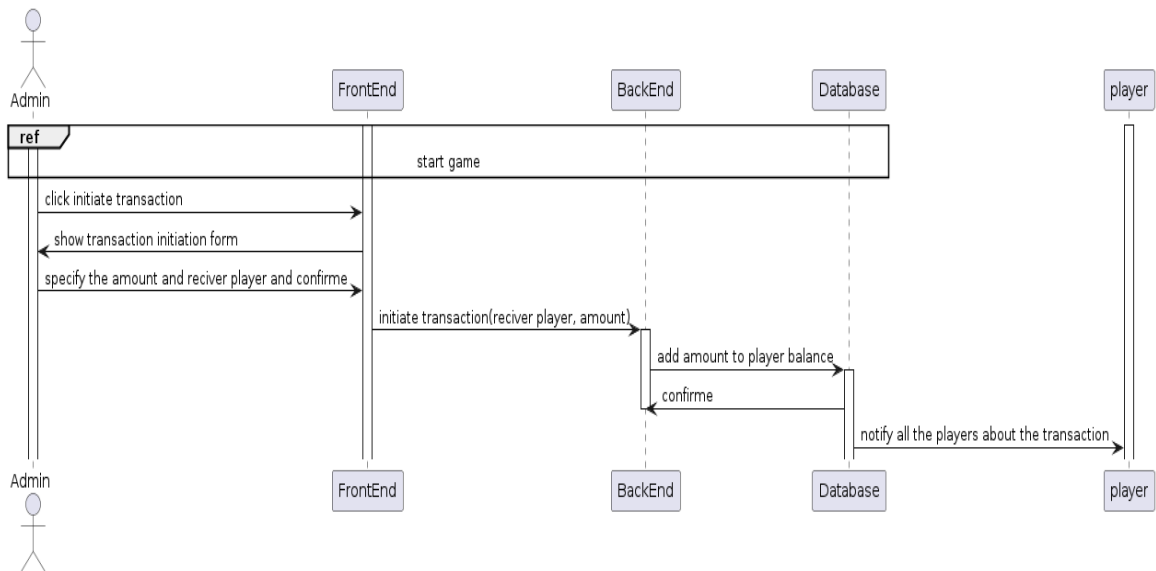 Admin
FrontEnd
BackEnd
Database
player
ref
start game
click initiate transaction
show transaction initiation form
specify the amount and reciver player and confirme
initiate transaction(reciver player, amount)
add amount to player balance
confirme
notify all the players about the transaction
Admin
FrontEnd
BackEnd
Database
player